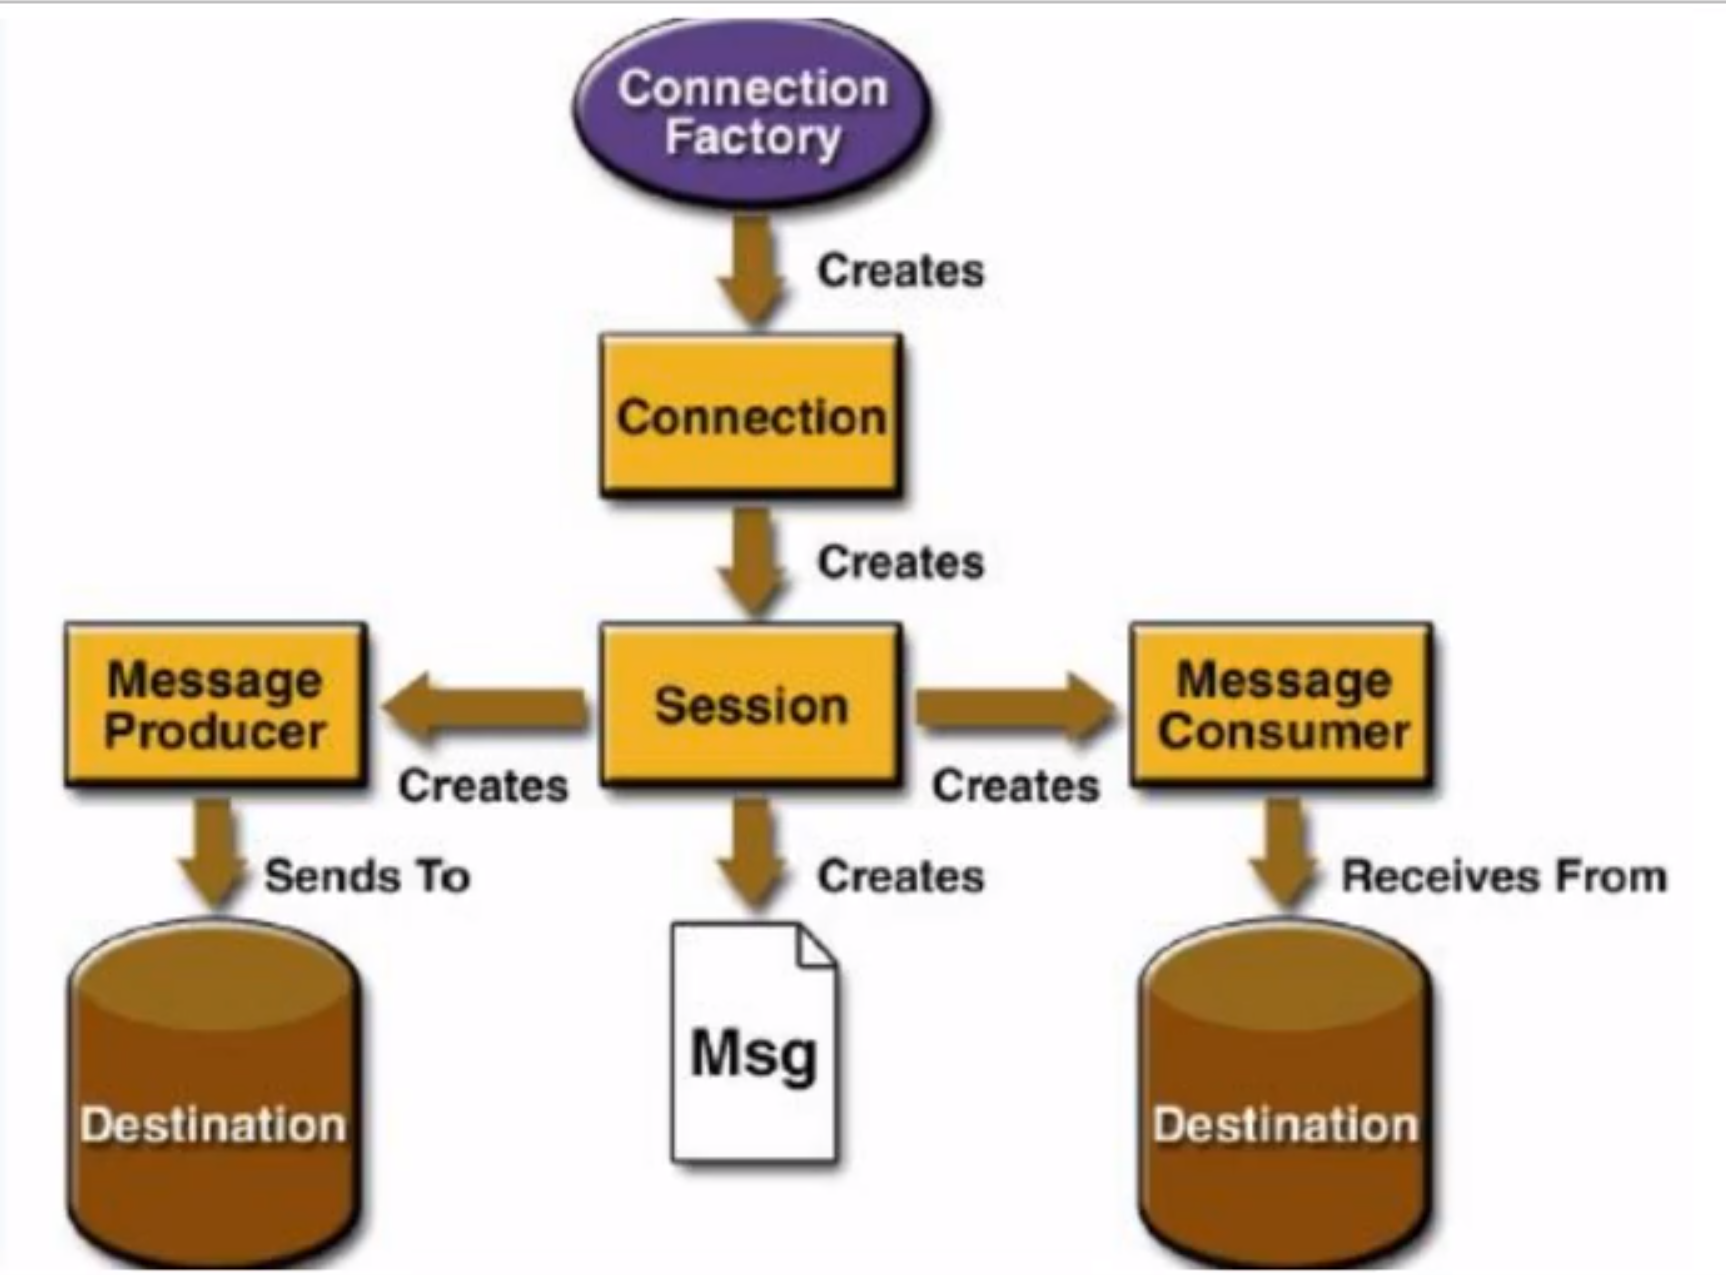 Connection
Factory
Creates
Connection
Creates
Message
Producer
Creates
Session
Creates
Message
Consumer
Sends To
Creates
Receives From
Destination
Msg
Destination